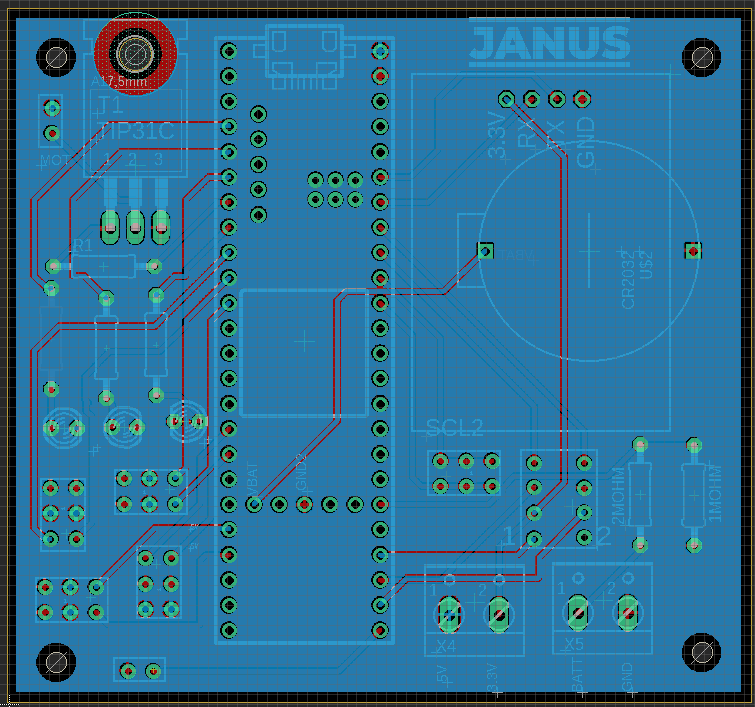 JANUS
7,5mm
J1
TIP31C
MOT
1 2 3
3.3V
RX
TX
GND
R1
CR2032
U$2
SCL2
VBAT
GND2
2MOHM
1MOHM
1 2
1 2
1 2
X4
X5
5V
3.3V
BATT
GND